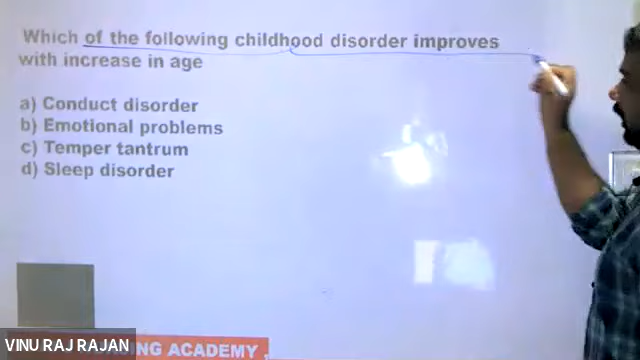 Which of the following childhood disorder improves
with increase in age
a) Conduct disorder
b) Emotional problems
c) Temper tantrum
d) Sleep disorder
VINU RAJ RAJAN
ACADEMY